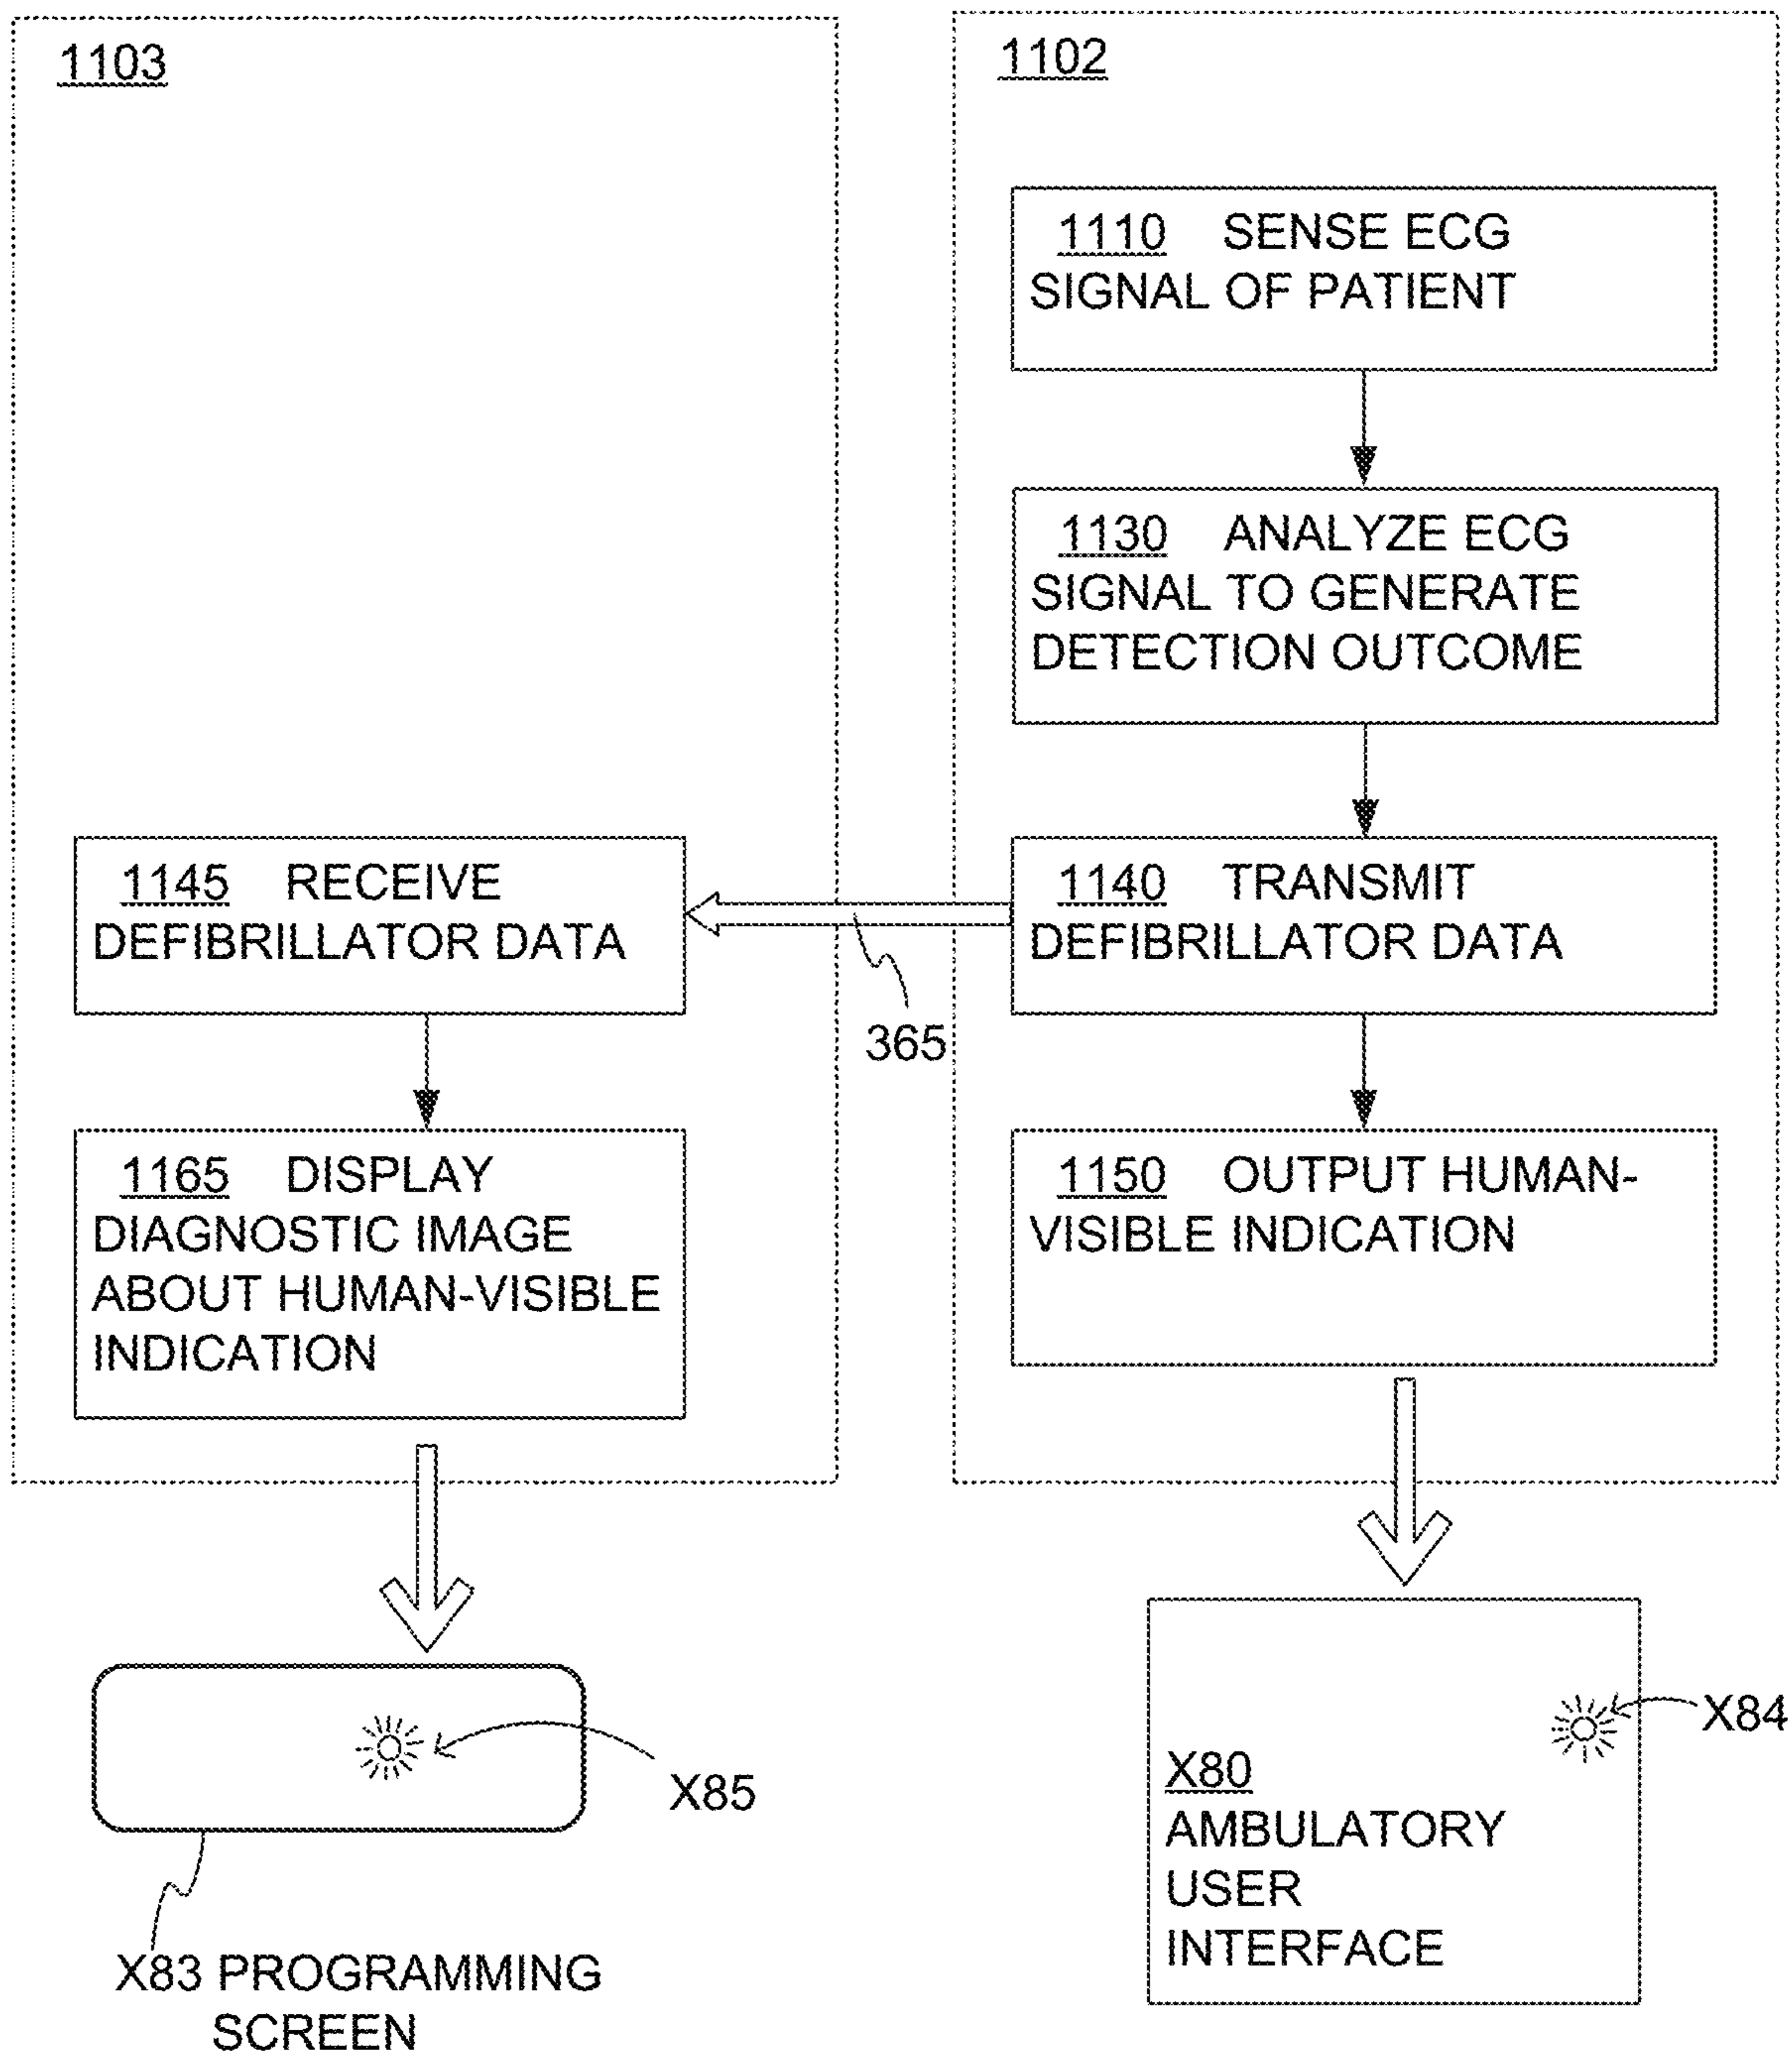 1103
1102
1110 SENSE ECG
SIGNAL OF PATIENT
1130 ANALYZE ECG
SIGNAL TO GENERATE
DETECTION OUTCOME
1145 RECEIVE
DEFIBRILLATOR DATA
1140 TRANSMIT
DEFIBRILLATOR DATA
365
1165 DISPLAY
DIAGNOSTIC IMAGE
ABOUT HUMAN-VISIBLE
INDICATION
1150 OUTPUT HUMAN-
VISIBLE INDICATION
X85
X83 PROGRAMMING
SCREEN
X84
X80
AMBULATORY
USER
INTERFACE